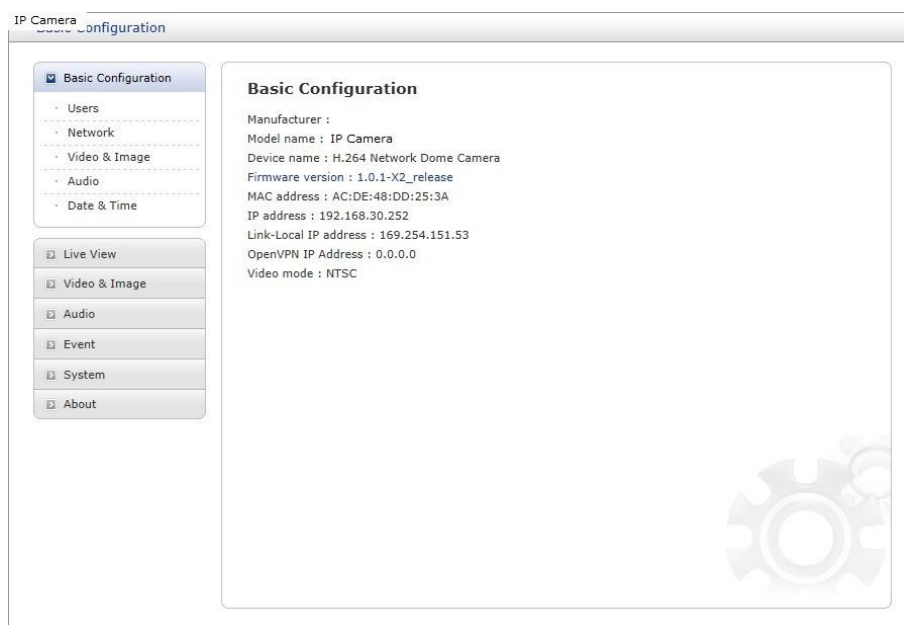 IP Camera
Basic Configuration
Basic Configuration
Users
Network
Video & Image
Audio
Date & Time
Live View
Video & Image
Audio
Event
System
About
Basic Configuration
Manufacturer :
Model name : IP Camera
Device name : H.264 Network Dome Camera
Firmware version : 1.0.1-X2_release
MAC address : AC:DE:48:DD:25:3A
IP address : 192.168.30.252
Link-Local IP address : 169.254.151.53
OpenVPN IP Address : 0.0.0.0
Video mode : NTSC